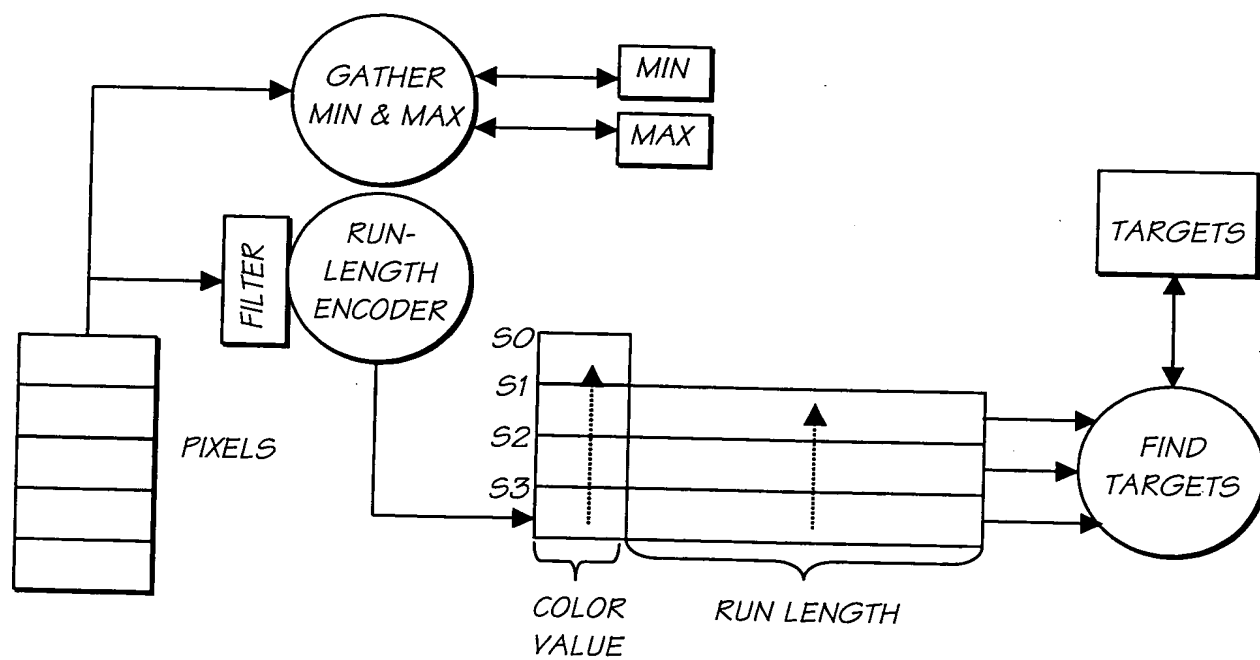 GATHER
MIN & MAX
MIN
MAX
FILTER
RUN-
LENGTH
ENCODER
TARGETS
S0
S1
S2
S3
PIXELS
FIND
TARGETS
COLOR
VALUE
RUN LENGTH